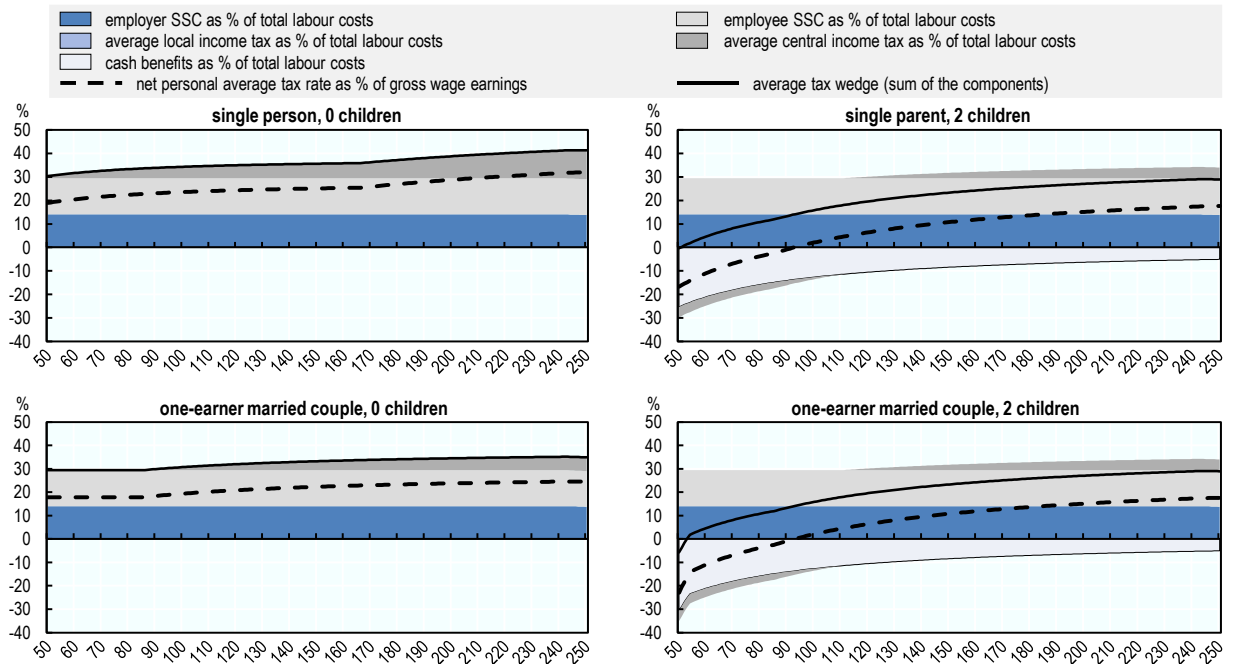 employer SSC as % of total labour costs
employee SSC as % of total labour costs
average local income tax as % of total labour costs
average central income tax as % of total labour costs
cash benefits as % of total labour costs
net personal average tax rate as % of gross wage earnings
average tax wedge (sum of the components)
%
single person, 0 children
50
40
30
20
10
0
-10
-20
-30
-40
50 60 70 80 90 100 110 120 130 140 150 160 170 180 190 200 210 220 230 240 250
%
single parent, 2 children
50
40
30
20
10
0
-10
-20
-30
-40
50 60 70 80 90 100 110 120 130 140 150 160 170 180 190 200 210 220 230 240 250
%
one-earner married couple, 0 children
50
40
30
20
10
0
-10
-20
-30
-40
50 60 70 80 90 100 110 120 130 140 150 160 170 180 190 200 210 220 230 240 250
%
one-earner married couple, 2 children
50
40
30
20
10
0
-10
-20
-30
-40
50 60 70 80 90 100 110 120 130 140 150 160 170 180 190 200 210 220 230 240 250